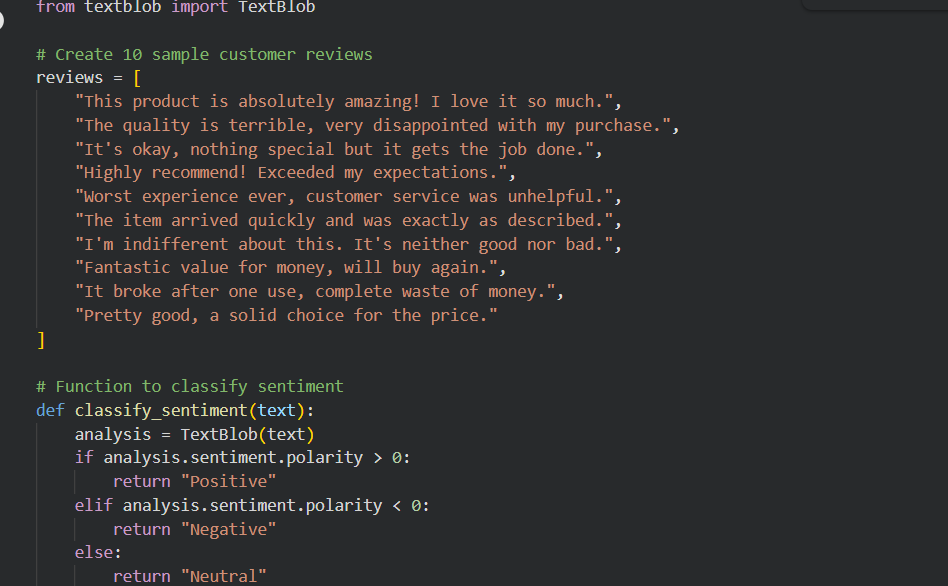 from textblob import TextBlob
# Create 10 sample customer reviews
reviews = [
    "This product is absolutely amazing! I love it so much.",
    "The quality is terrible, very disappointed with my purchase.",
    "It's okay, nothing special but it gets the job done.",
    "Highly recommend! Exceeded my expectations.",
    "Worst experience ever, customer service was unhelpful.",
    "The item arrived quickly and was exactly as described.",
    "I'm indifferent about this. It's neither good nor bad.",
    "Fantastic value for money, will buy again.",
    "It broke after one use, complete waste of money.",
    "Pretty good, a solid choice for the price."
]
# Function to classify sentiment
def classify_sentiment(text):
    analysis = TextBlob(text)
    if analysis.sentiment.polarity > 0:
        return "Positive"
    elif analysis.sentiment.polarity < 0:
        return "Negative"
    else:
        return "Neutral"